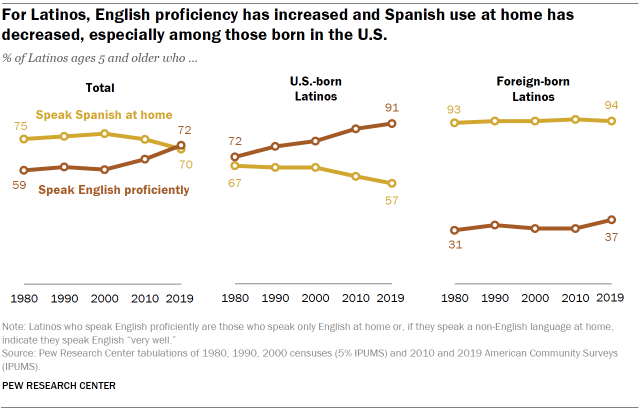 For Latinos, English proficiency has increased and Spanish use at home has
decreased, especially among those born in the U.S.
% of Latinos ages 5 and older who ...
Total
Speak Spanish at home
75
72
59
70
Speak English proficiently
1980 1990 2000 2010 2019
U.S.-born
Latinos
91
72
67
57
1980 1990 2000 2010 2019
Foreign-born
Latinos
93
94
31
37
1980 1990 2000 2010 2019
Note: Latinos who speak English proficiently are those who speak only English at home or, if they speak a non-English language at home,
indicate they speak English “very well.”
Source: Pew Research Center tabulations of 1980, 1990, 2000 censuses (5% IPUMS) and 2010 and 2019 American Community Surveys
(IPUMS).
PEW RESEARCH CENTER